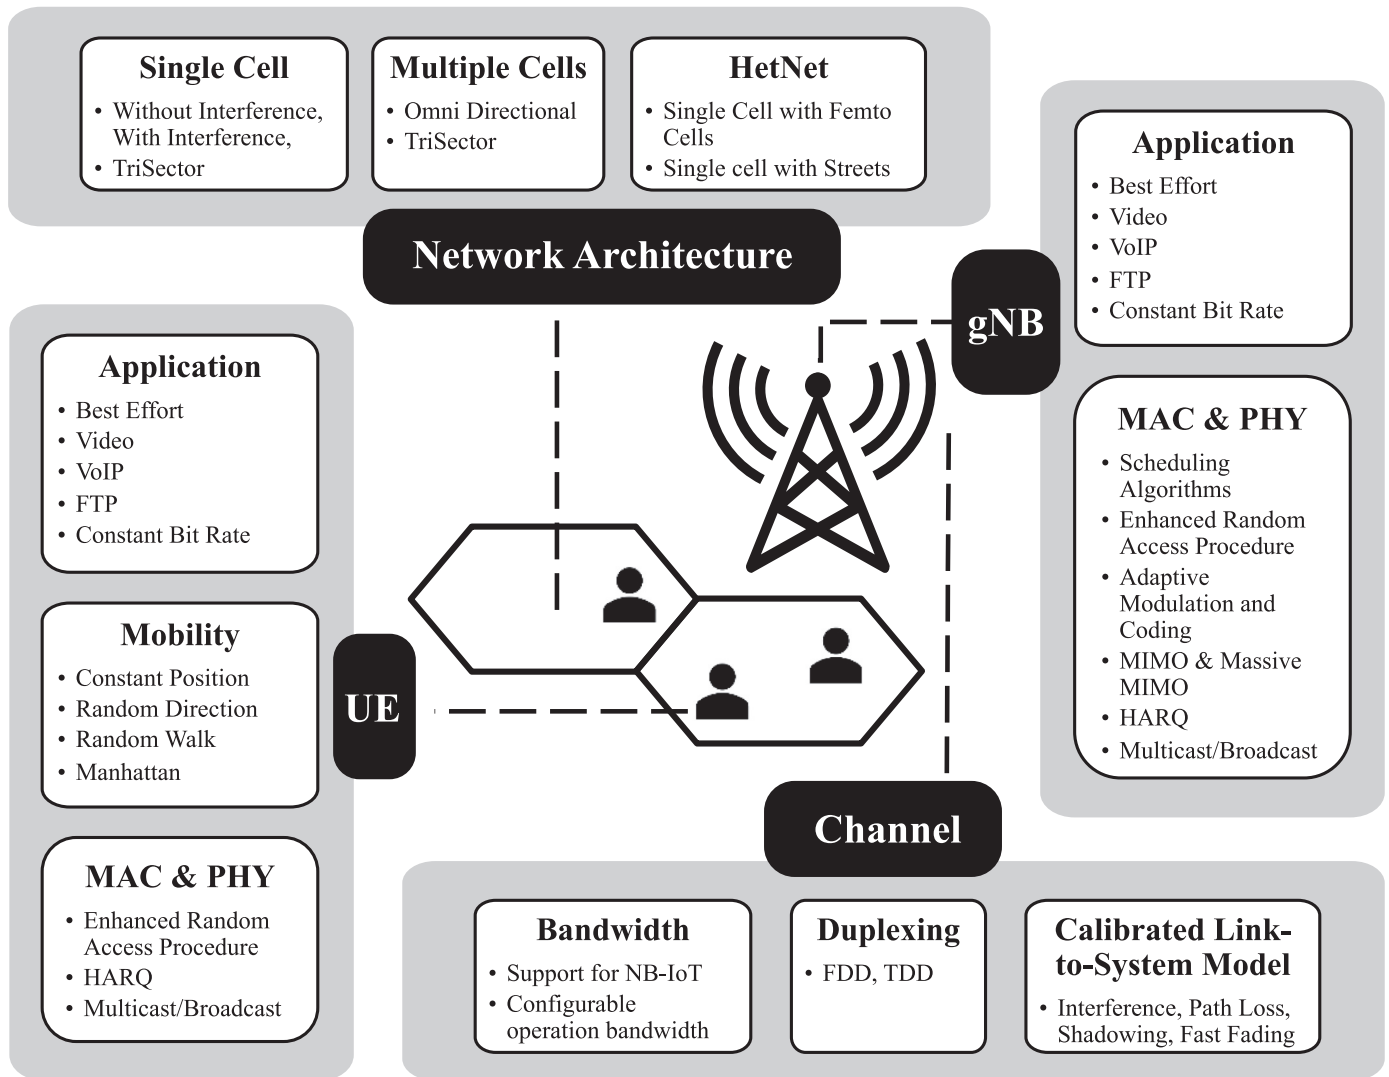 Single Cell
• Without Interference,
With Interference,
• TriSector
Multiple Cells
• Omni Directional
• TriSector
HetNet
• Single Cell with Femto
Cells
• Single cell with Streets
Network Architecture
gNB
Application
• Best Effort
• Video
• VoIP
• FTP
• Constant Bit Rate
MAC & PHY
• Scheduling
Algorithms
• Enhanced Random
Access Procedure
• Adaptive
Modulation and
Coding
• MIMO & Massive
MIMO
• HARQ
• Multicast/Broadcast
Application
• Best Effort
• Video
• VoIP
• FTP
• Constant Bit Rate
Mobility
• Constant Position
• Random Direction
• Random Walk
• Manhattan
UE
MAC & PHY
• Enhanced Random
Access Procedure
• HARQ
• Multicast/Broadcast
Channel
Bandwidth
• Support for NB-IoT
• Configurable
operation bandwidth
Duplexing
• FDD, TDD
Calibrated Link-
to-System Model
• Interference, Path Loss,
Shadowing, Fast Fading